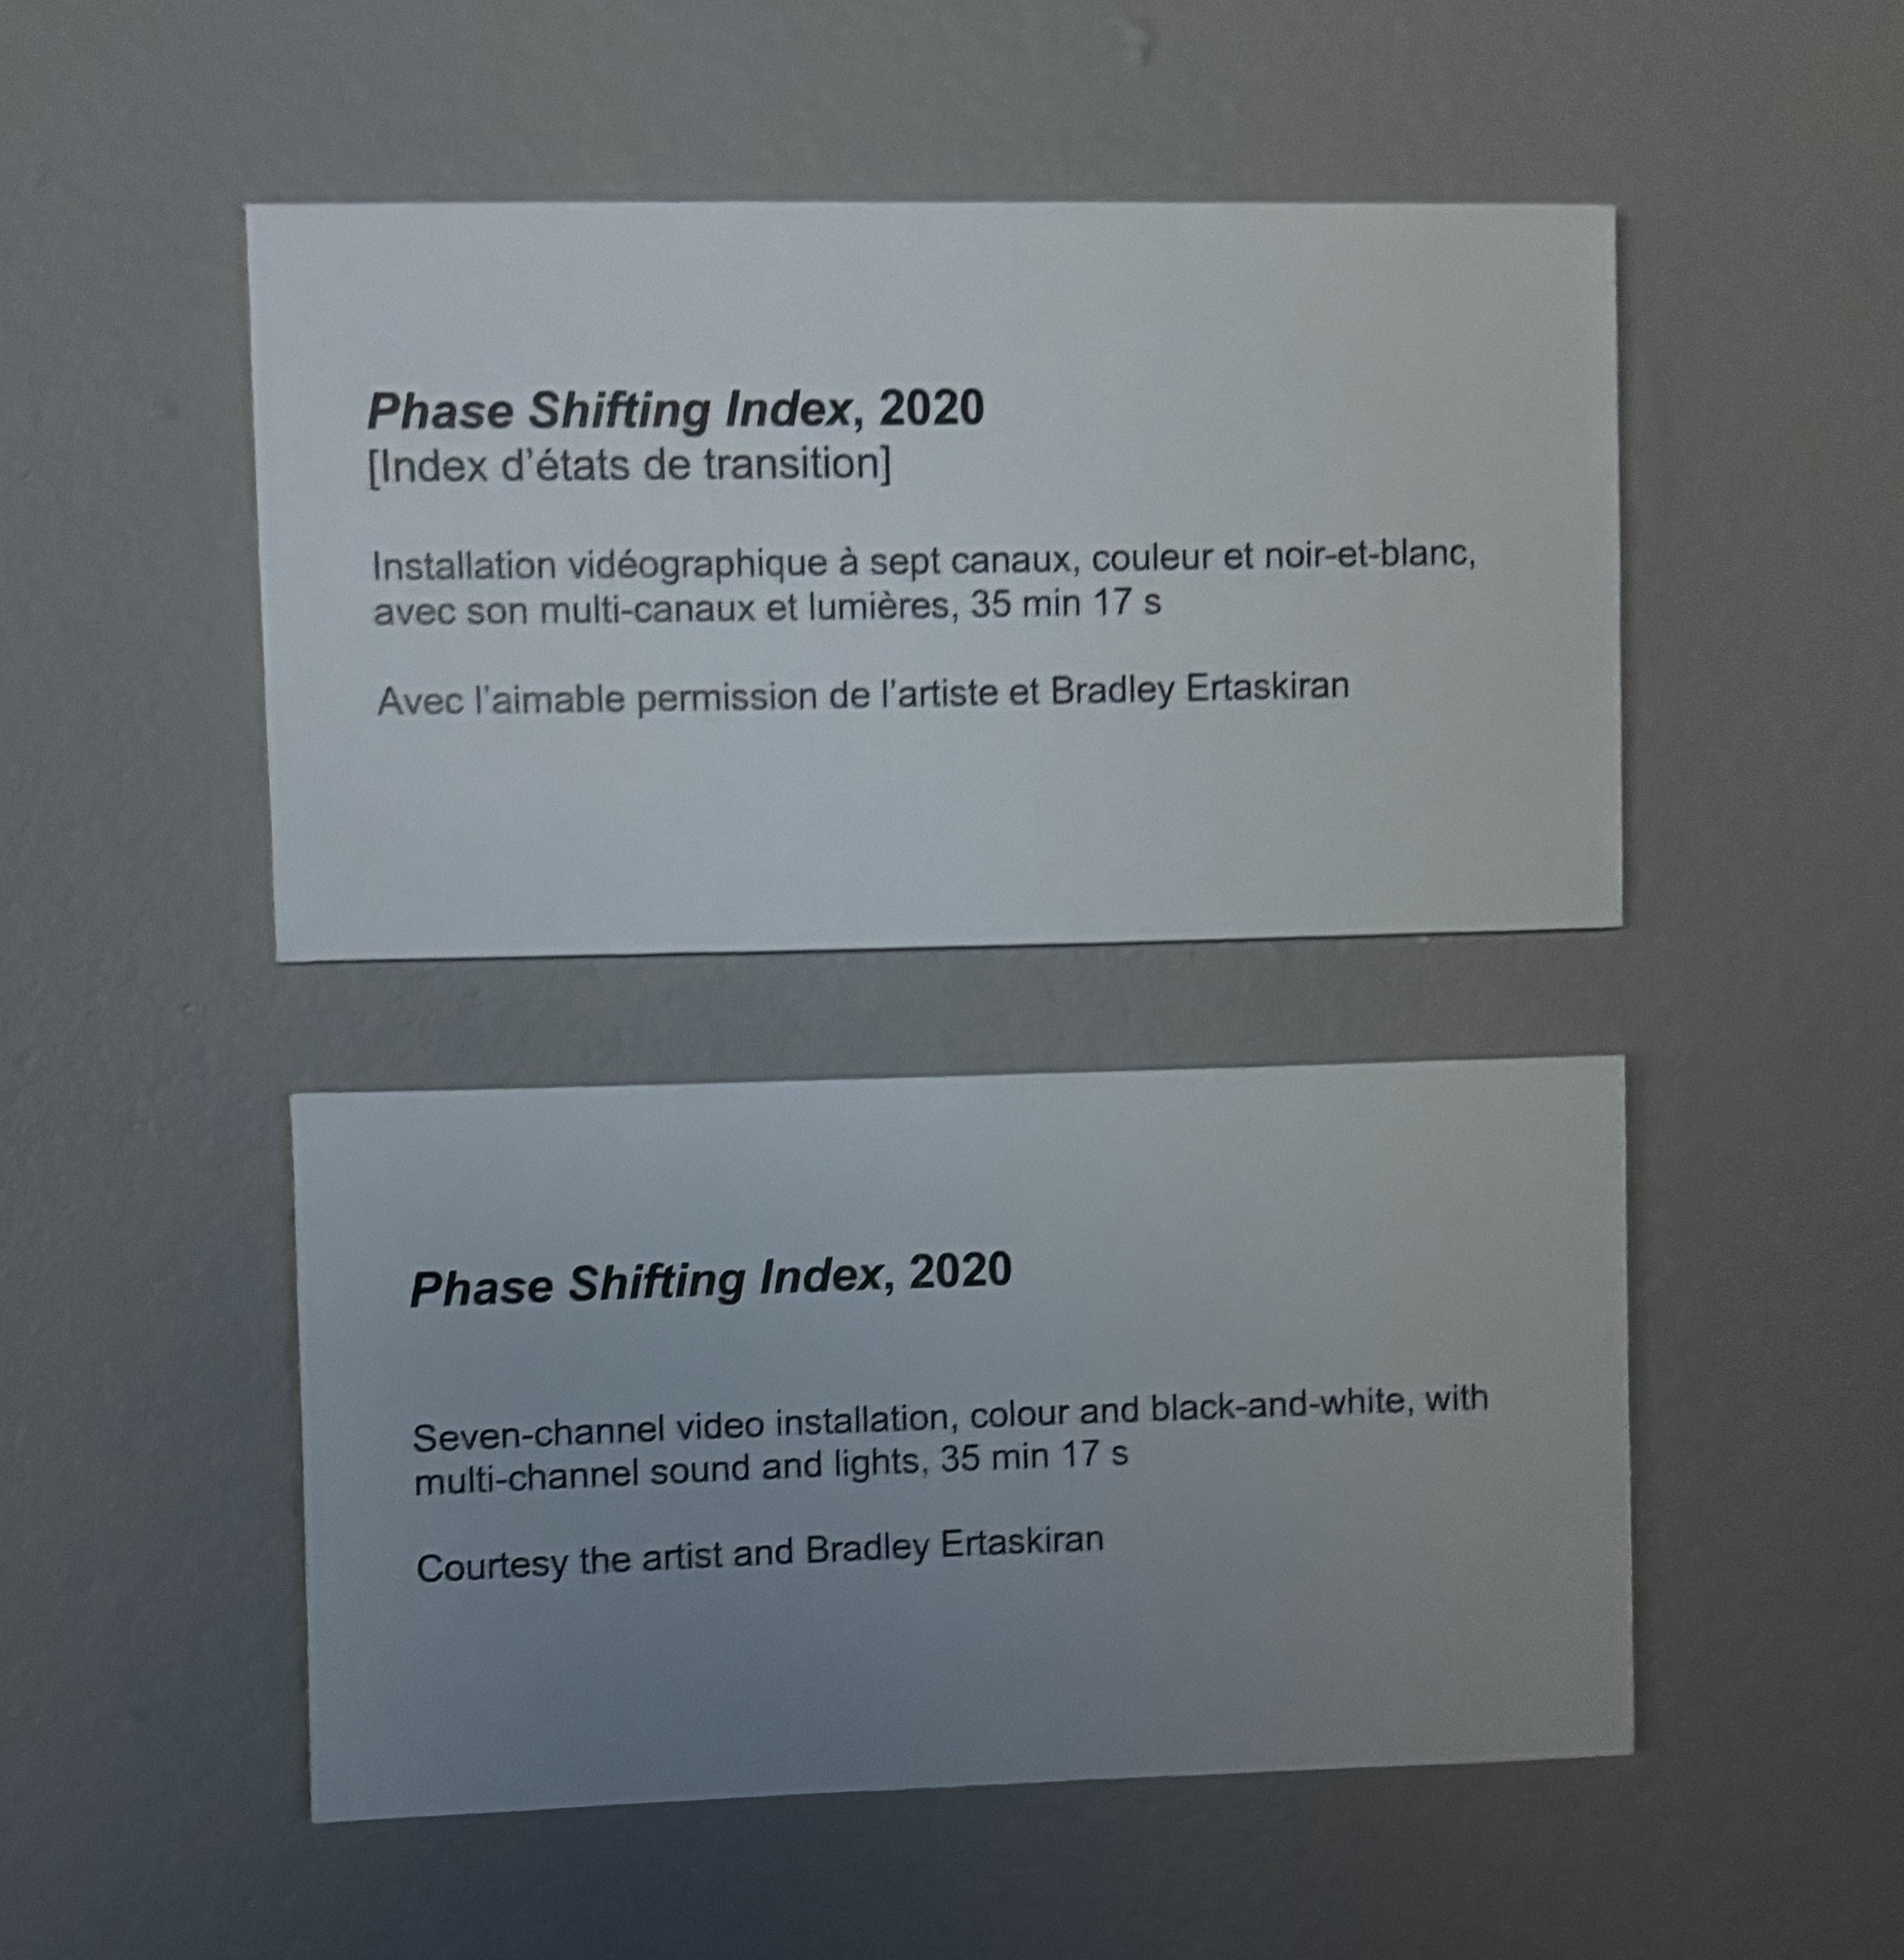 Phase Shifting Index, 2020
[Index d'états de transition]
Installation vidéographique à sept canaux, couleur et noir-et-blanc,
avec son multi-canaux et lumières, 35 min 17 s
Avec l'aimable permission de l'artiste et Bradley Ertaskiran
Phase Shifting Index, 2020
Seven-channel video installation, colour and black-and-white, with
multi-channel sound and lights, 35 min 17 s
Courtesy the artist and Bradley Ertaskiran